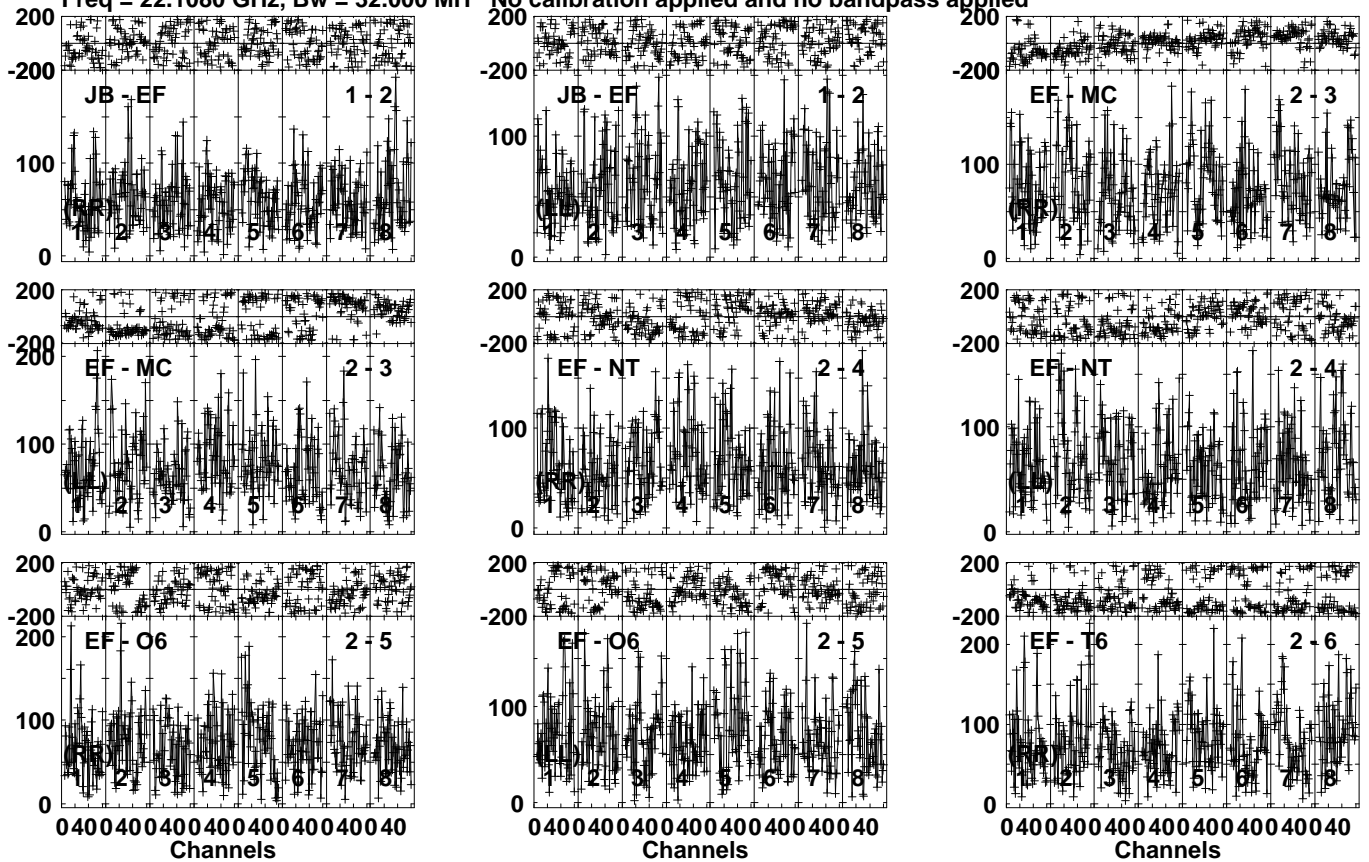 Freq = 22.1080 GHz, Bw = 32.000 MH No calibration applied and no bandpass applied
200 200 200
-200 -200 -200
JB - EF 1 - 2 JB - EF 1 - 2 EF - MC 2 - 3
200
100 100 100
(RR) (LL) (RR)
1 2 3 4 5 6 7 8 1 2 3 4 5 6 7 8 1 2 3 4 5 6 7 8
0 0 0
200 200 200
-200 -200 -200
200
EF - MC 2 - 3 EF - NT 2 - 4 EF - NT 2 - 4
100 100 100
(LL) (RR) (LL)
1 2 3 4 5 6 7 8 1 2 3 4 5 6 7 8 1 2 3 4 5 6 7 8
0 0 0
200 200 200
-200 -200 -200
200 200
EF - O6 2 - 5 EF - O6 2 - 5 EF - T6 2 - 6
100 100 100
(RR) (LL) (RR)
1 2 3 4 5 6 7 8 1 2 3 4 5 6 7 8 1 2 3 4 5 6 7 8
0 0 0
0 40 0 40 0 40 0 40 0 40 0 40 0 40 0 40 0 40 0 40 0 40 0 40 0 40 0 40 0 40 0 40 0 40 0 40 0 40 0 40 0 40 0 40 0 40 0 40
Channels Channels Channels